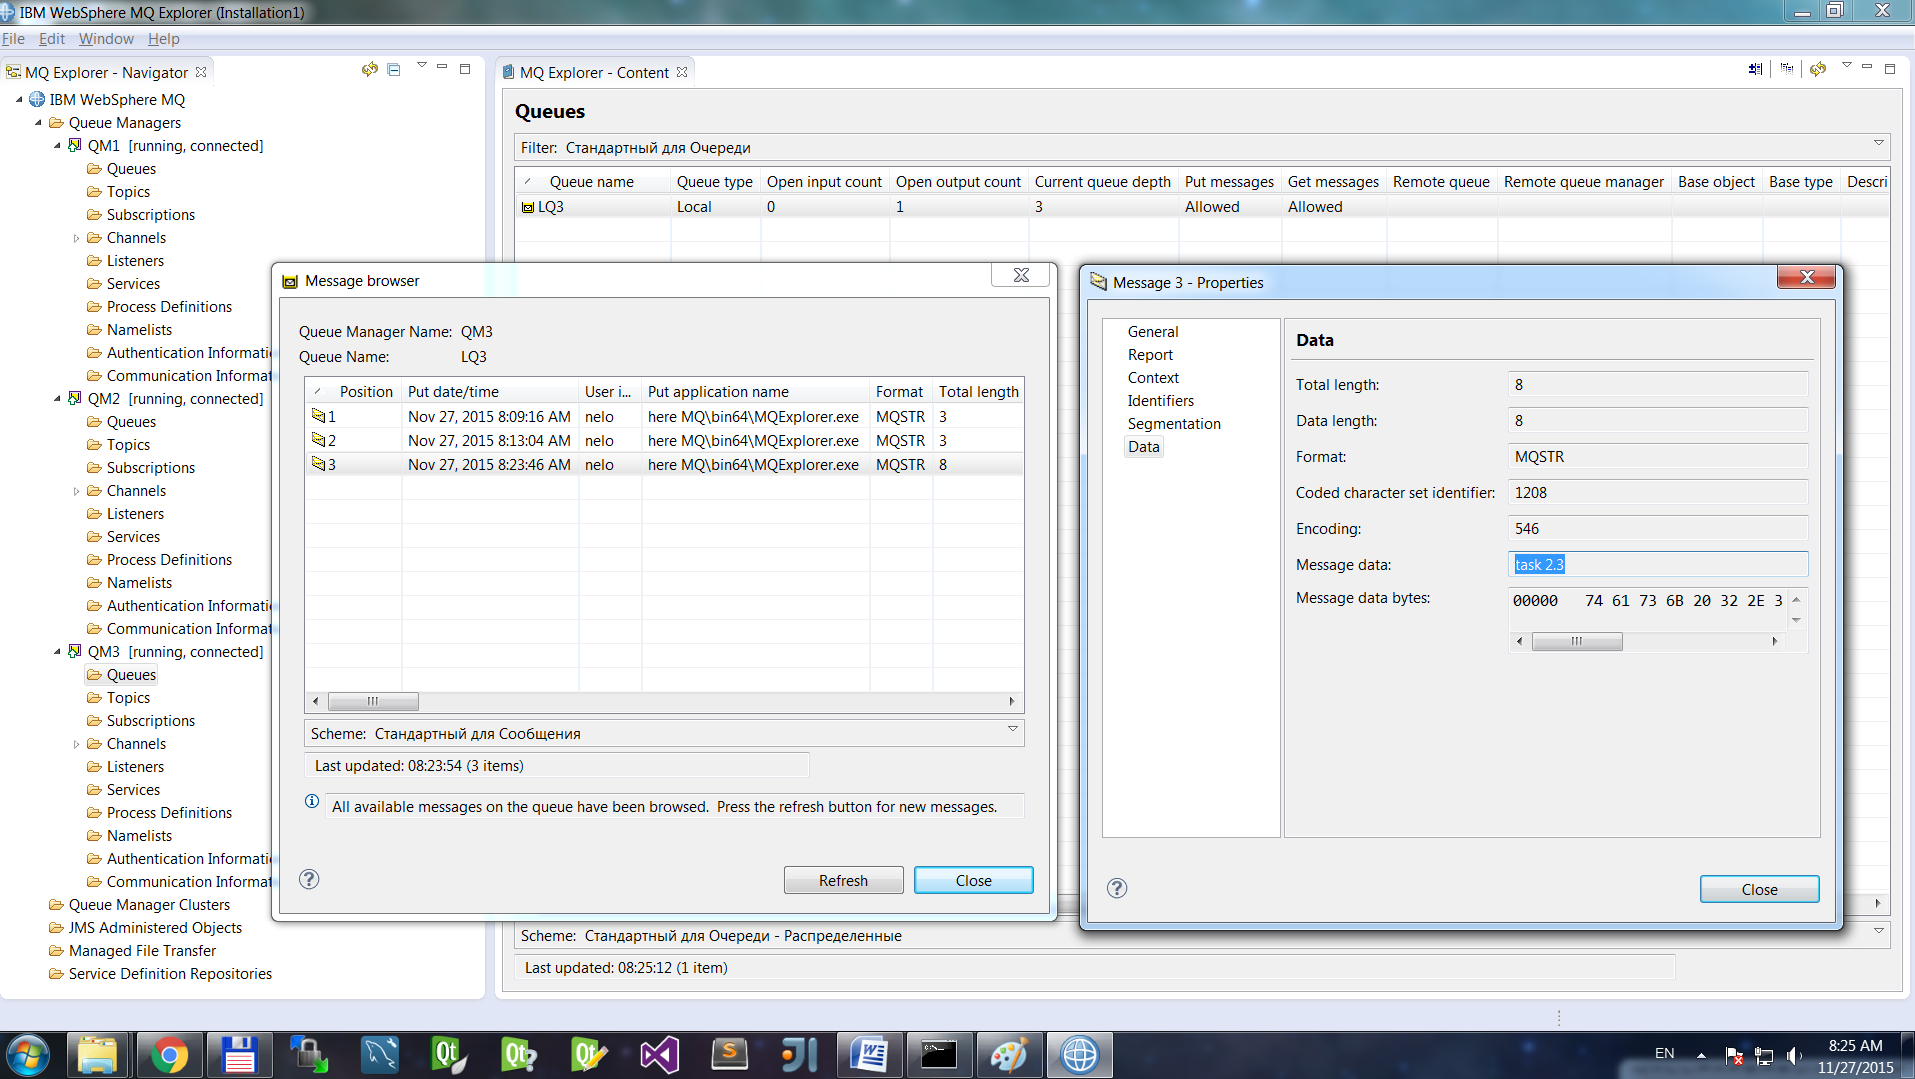 IBM WebSphere MQ Explorer (Installation1)
File Edit Window Help
MQ Explorer - Navigator
IBM WebSphere MQ
Queue Managers
QM1 [running, connected]
Queues
Topics
Subscriptions
Channels
Listeners
Services
Process Definitions
Namelists
Authentication Informati
Communication Informat
QM2 [running, connected]
Queues
Topics
Subscriptions
Channels
Listeners
Services
Process Definitions
Namelists
Authentication Informati
Communication Informat
QM3 [running, connected]
Queues
Topics
Subscriptions
Channels
Listeners
Services
Process Definitions
Namelists
Authentication Informati
Communication Informat
Queue Manager Clusters
JMS Administered Objects
Managed File Transfer
Service Definition Repositories
MQ Explorer - Content
Queues
Filter: Стандартный для Очереди
Queue name Queue type Open input count Open output count Current queue depth Put messages Get messages Remote queue Remote queue manager Base object Base type Descri
LQ3 Local 0 1 3 Allowed Allowed
Message browser
Queue Manager Name: QM3
Queue Name: LQ3
Position Put date/time User i... Put application name Format Total length
1 Nov 27, 2015 8:09:16 AM nelo here MQ\bin64\MQExplorer.exe MQSTR 3
2 Nov 27, 2015 8:13:04 AM nelo here MQ\bin64\MQExplorer.exe MQSTR 3
3 Nov 27, 2015 8:23:46 AM nelo here MQ\bin64\MQExplorer.exe MQSTR 8
Scheme: Стандартный для Сообщения
Last updated: 08:23:54 (3 items)
All available messages on the queue have been browsed. Press the refresh button for new messages.
Refresh Close
Message 3 - Properties
General
Report
Context
Identifiers
Segmentation
Data
Data
Total length: 8
Data length: 8
Format: MQSTR
Coded character set identifier: 1208
Encoding: 546
Message data: task 2.3
Message data bytes: 00000 74 61 73 6B 20 32 2E 3
Close
Scheme: Стандартный для Очереди - Распределенные
Last updated: 08:25:12 (1 item)
EN
8:25 AM
11/27/2015